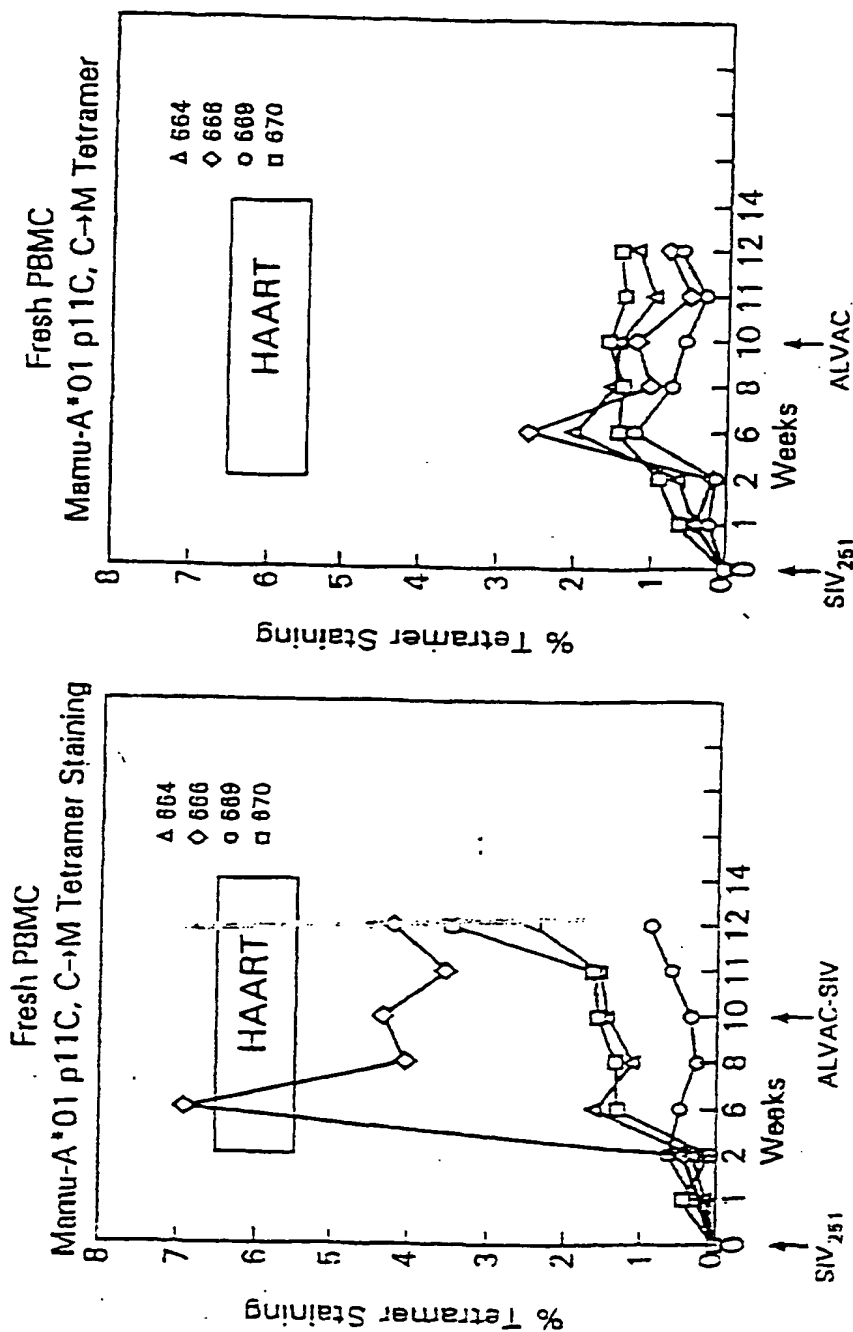 Fresh PBMC
Mamu-A*01 p11C, C→M Tetramer Staining
% Tetramer Staining
8
7
6
5
4
3
2
1
0
HAART
△ 664
◇ 666
○ 669
□ 670
0 1 2 6 8 10 11 12 14
Weeks
SIV251
ALVAC-SIV
Fresh PBMC
Mamu-A*01 p11C, C→M Tetramer
% Tetramer Staining
8
7
6
5
4
3
2
1
0
HAART
△ 664
◇ 668
○ 669
□ 670
0 1 2 6 8 10 11 12 14
Weeks
SIV251
ALVAC